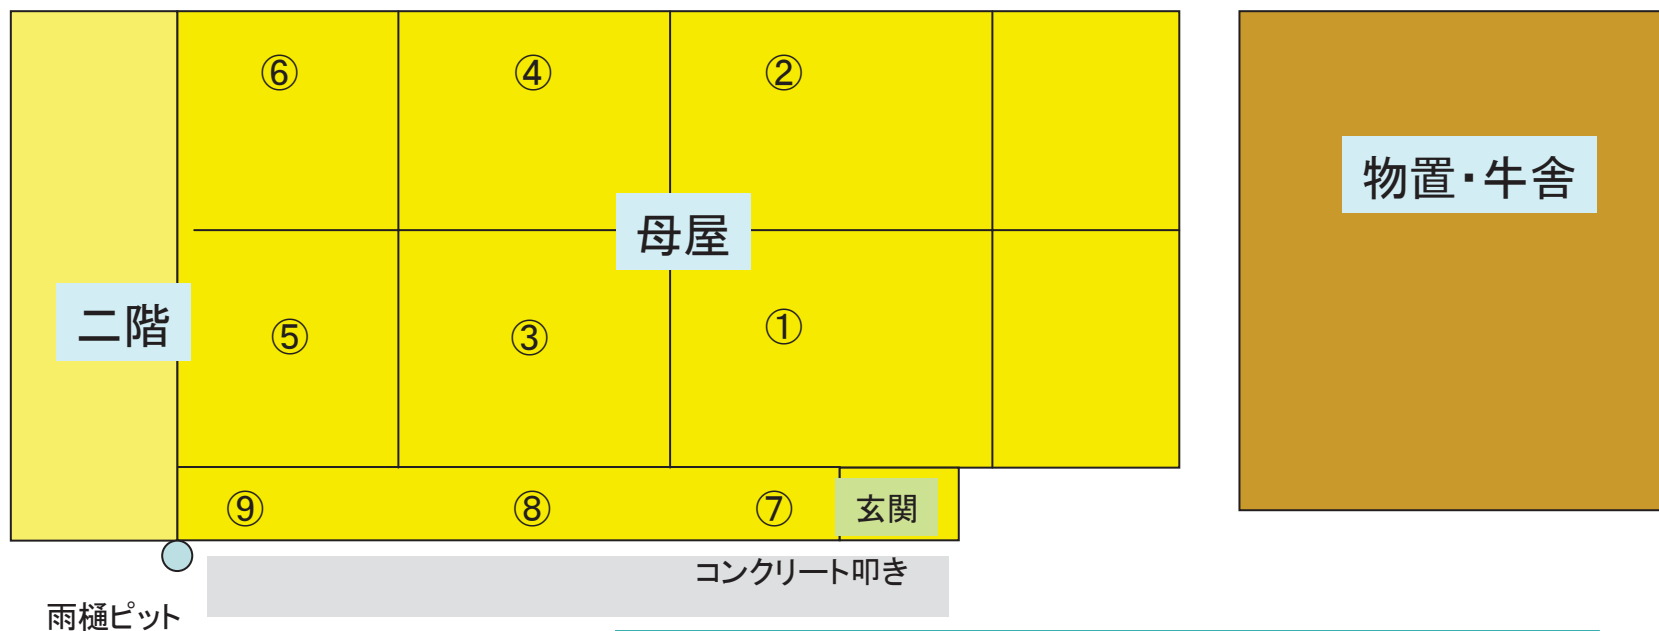 ⑥ ④ ②
物置・牛舎
母屋
二階
⑤ ③ ①
⑨ ⑧ ⑦ 玄関
コンクリート叩き
雨樋ピット